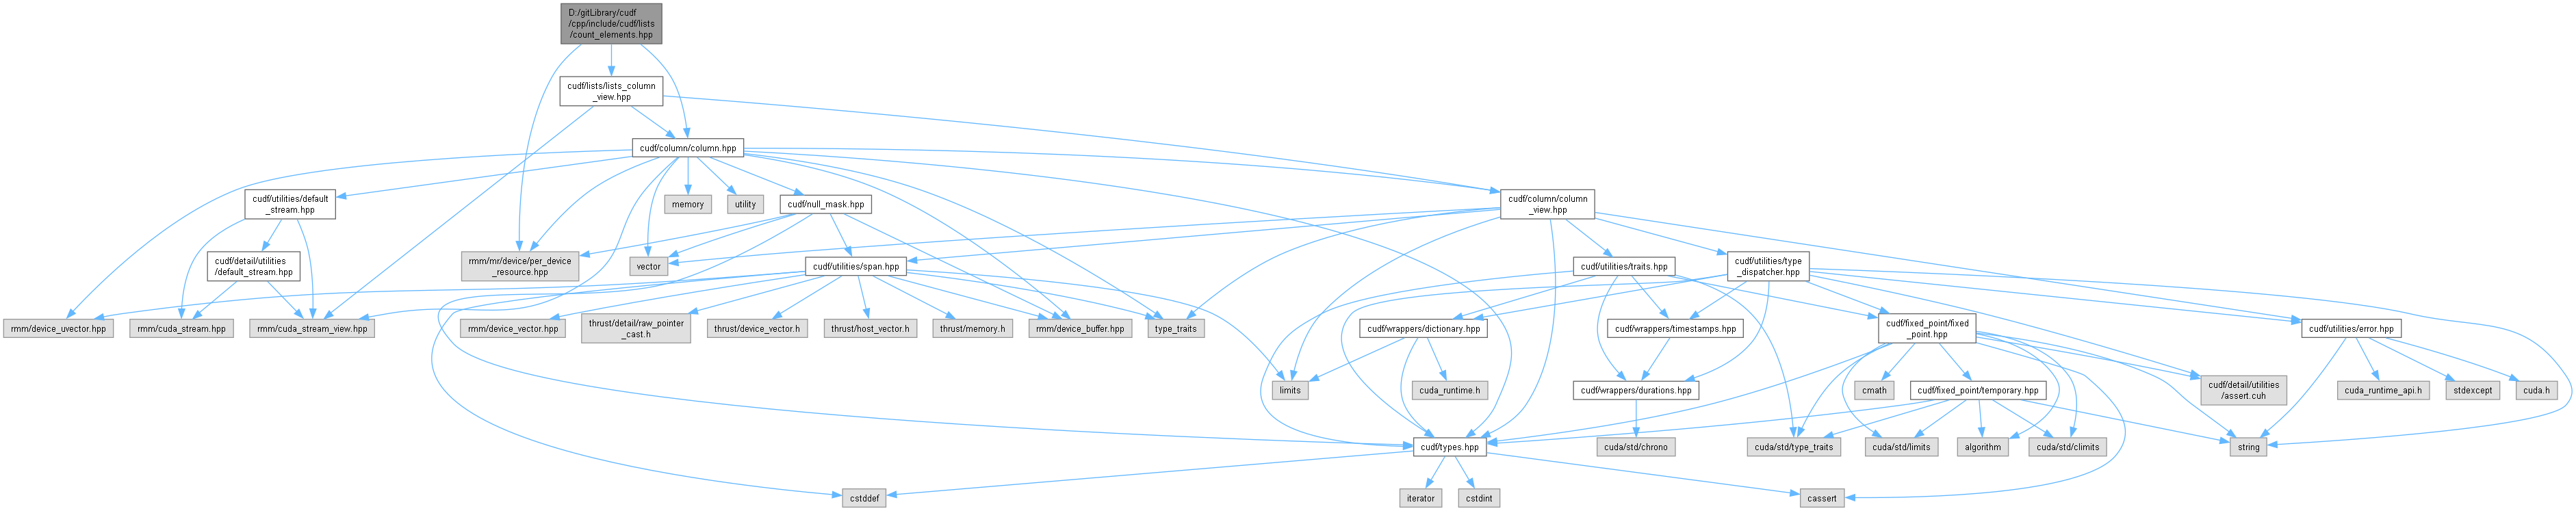 D:/gitLibrary/cudf
/cpp/include/cudf/lists
/count_elements.hpp
cudf/lists/lists_column
_view.hpp
cudf/column/column.hpp
cudf/utilities/default
_stream.hpp
memory
utility
cudf/null_mask.hpp
cudf/column/column
_view.hpp
cudf/detail/utilities
/default_stream.hpp
rmm/mr/device/per_device
_resource.hpp
vector
cudf/utilities/span.hpp
cudf/utilities/traits.hpp
cudf/utilities/type
_dispatcher.hpp
rmm/device_uvector.hpp
rmm/cuda_stream.hpp
rmm/cuda_stream_view.hpp
rmm/device_vector.hpp
thrust/detail/raw_pointer
_cast.h
thrust/device_vector.h
thrust/host_vector.h
thrust/memory.h
rmm/device_buffer.hpp
type_traits
cudf/wrappers/dictionary.hpp
cudf/wrappers/timestamps.hpp
cudf/fixed_point/fixed
_point.hpp
cudf/utilities/error.hpp
limits
cuda_runtime.h
cudf/wrappers/durations.hpp
cmath
cudf/fixed_point/temporary.hpp
cudf/detail/utilities
/assert.cuh
cuda_runtime_api.h
stdexcept
cuda.h
cudf/types.hpp
cuda/std/chrono
cuda/std/type_traits
cuda/std/limits
algorithm
cuda/std/climits
string
cstddef
iterator
cstdint
cassert